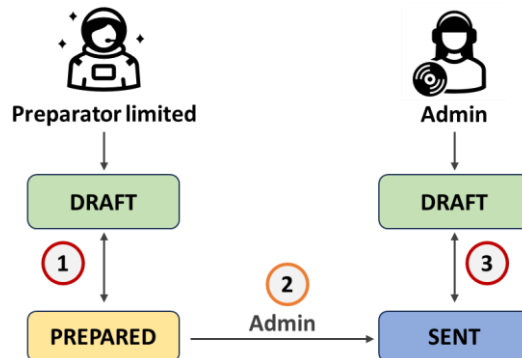 Preparator limited
Admin
DRAFT
DRAFT
1
2
3
Admin
PREPARED
SENT